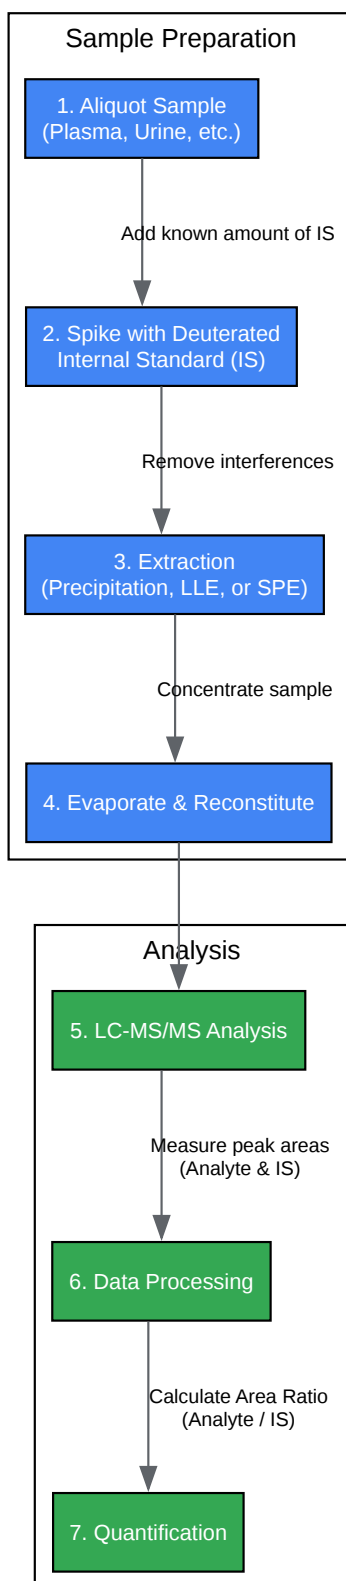 Sample Preparation
1. Aliquot Sample
(Plasma, Urine, etc.)
Add known amount of IS
2. Spike with Deuterated
Internal Standard (IS)
Remove interferences
3. Extraction
(Precipitation, LLE, or SPE)
Concentrate sample
4. Evaporate & Reconstitute
Analysis
5. LC-MS/MS Analysis
Measure peak areas
(Analyte & IS)
6. Data Processing
Calculate Area Ratio
(Analyte / IS)
7. Quantification